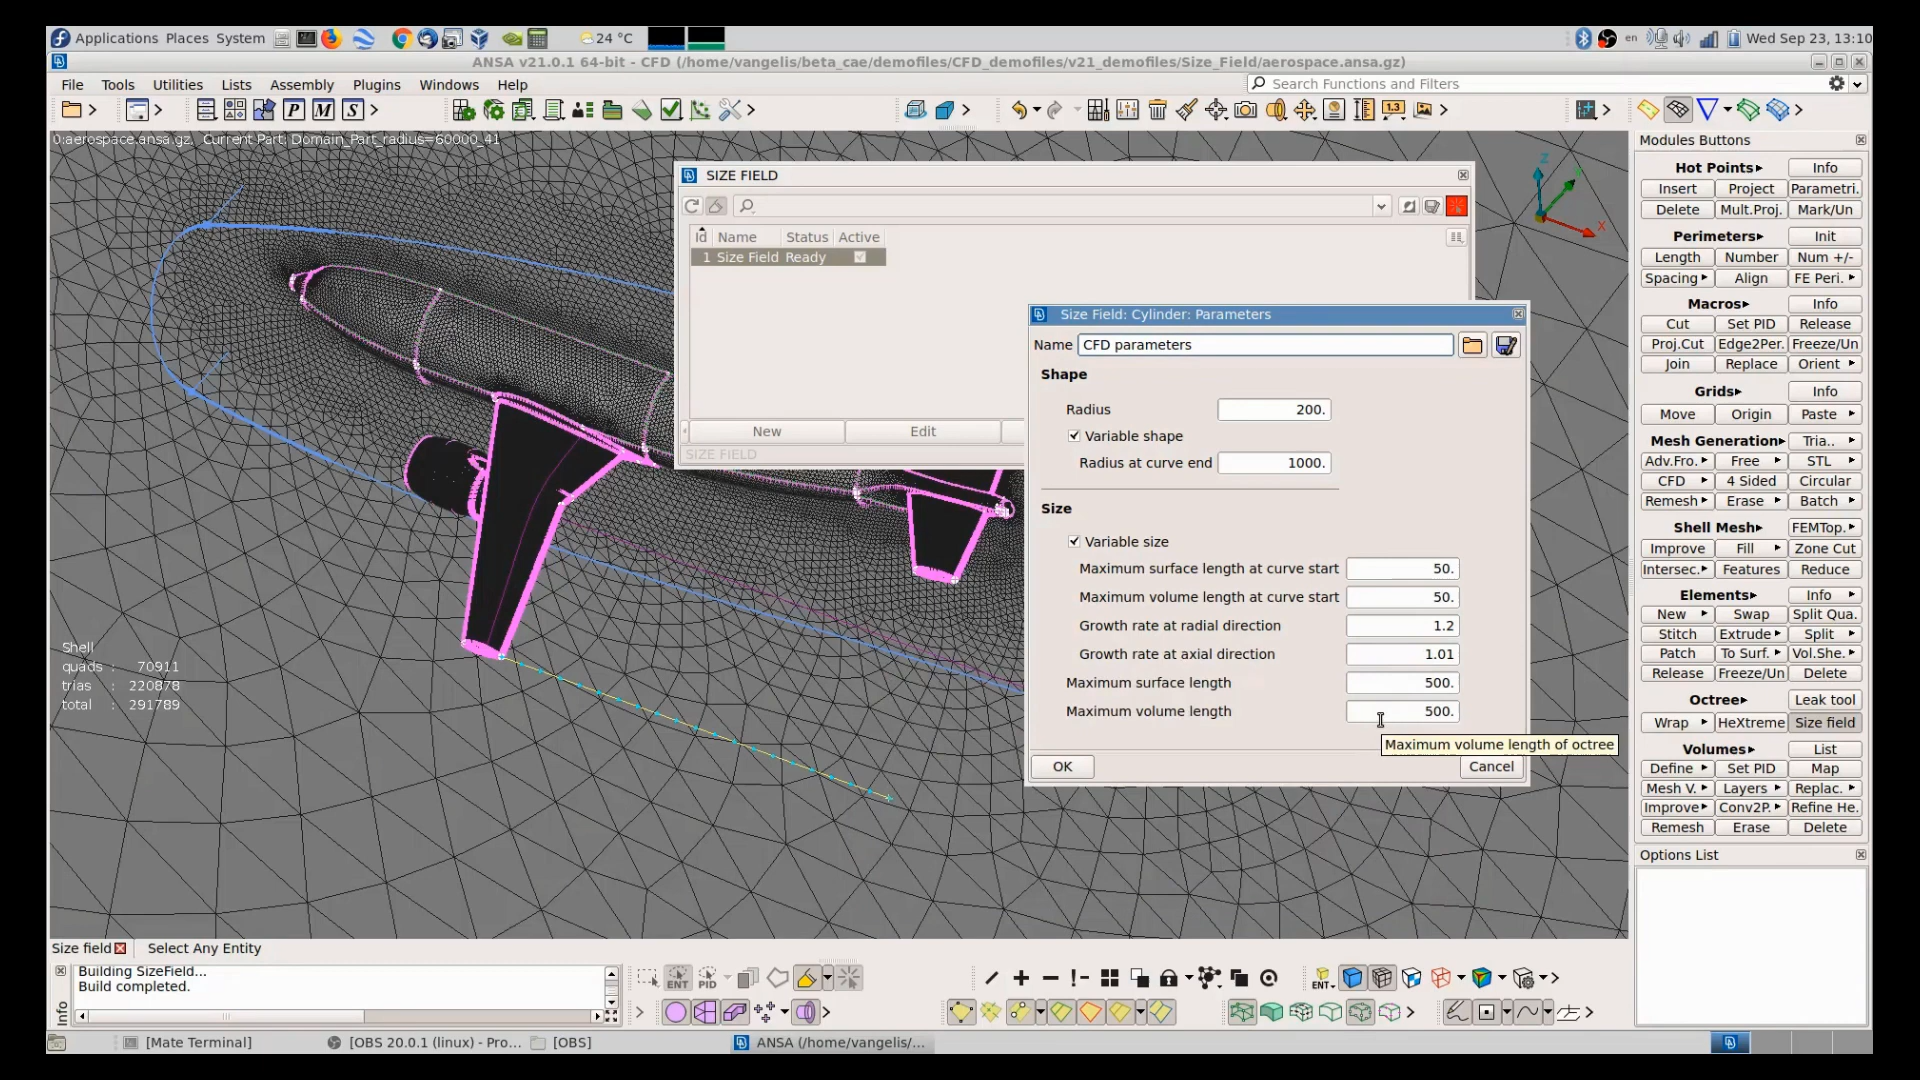 Applications Places System 24 °C en Wed Sep 23, 13:10
ANSA v21.0.1 64-bit - CFD (/home/vangelis/beta_cae/demofiles/CFD_demofiles/v21_demofiles/Size_Field/aerospace.ansa.gz)
File Tools Utilities Lists Assembly Plugins Windows Help Search Functions and Filters
P M S 1.3
0:aerospace.ansa.gz, Current Part: Domain_Part_radius=60000_41
Z
X
SIZE FIELD
Id Name Status Active
1 Size Field Ready
New Edit
SIZE FIELD
Size Field: Cylinder: Parameters
Name CFD parameters
Shape
Radius 200.
Variable shape
Radius at curve end 1000.
Size
Variable size
Maximum surface length at curve start 50.
Maximum volume length at curve start 50.
Growth rate at radial direction 1.2
Growth rate at axial direction 1.01
Maximum surface length 500.
Maximum volume length 500.
Maximum volume length of octree
OK Cancel
Shell
quads : 70911
trias : 220878
total : 291789
Modules Buttons
Hot Points Info
Insert Project Parametri.
Delete Mult.Proj. Mark/Un
Perimeters Init
Length Number Num +/-
Spacing Align FE Peri.
Macros Info
Cut Set PID Release
Proj.Cut Edge2Per. Freeze/Un
Join Replace Orient
Grids Info
Move Origin Paste
Mesh Generation Tria..
Adv.Fro. Free STL
CFD 4 Sided Circular
Remesh Erase Batch
Shell Mesh FEMTop.
Improve Fill Zone Cut
Intersec. Features Reduce
Elements Info
New Swap Split Qua.
Stitch Extrude Split
Patch To Surf. Vol.She.
Release Freeze/Un Delete
Octree Leak tool
Wrap HeXtreme Size field
Volumes List
Define Set PID Map
Mesh V. Layers Replac.
Improve Conv2P. Refine He.
Remesh Erase Delete
Options List
Size field Select Any Entity
Building SizeField...
Build completed.
Info
ENT PID ENT
[Mate Terminal] [OBS 20.0.1 (linux) - Pro... [OBS] ANSA (/home/vangelis/...